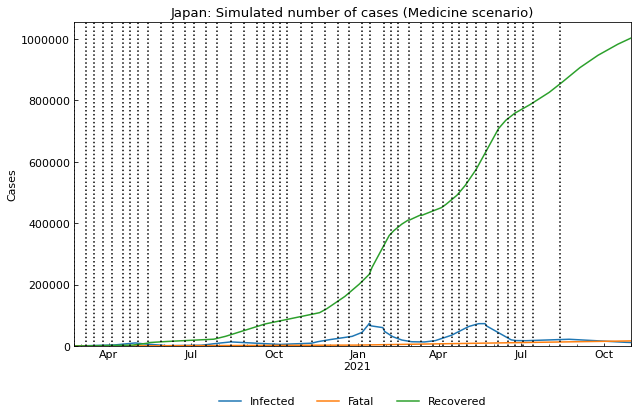 Japan: Simulated number of cases (Medicine scenario)
1000000
800000
600000
400000
200000
0
Cases
Apr Jul Oct Jan Apr Jul Oct
2021
Infected Fatal Recovered